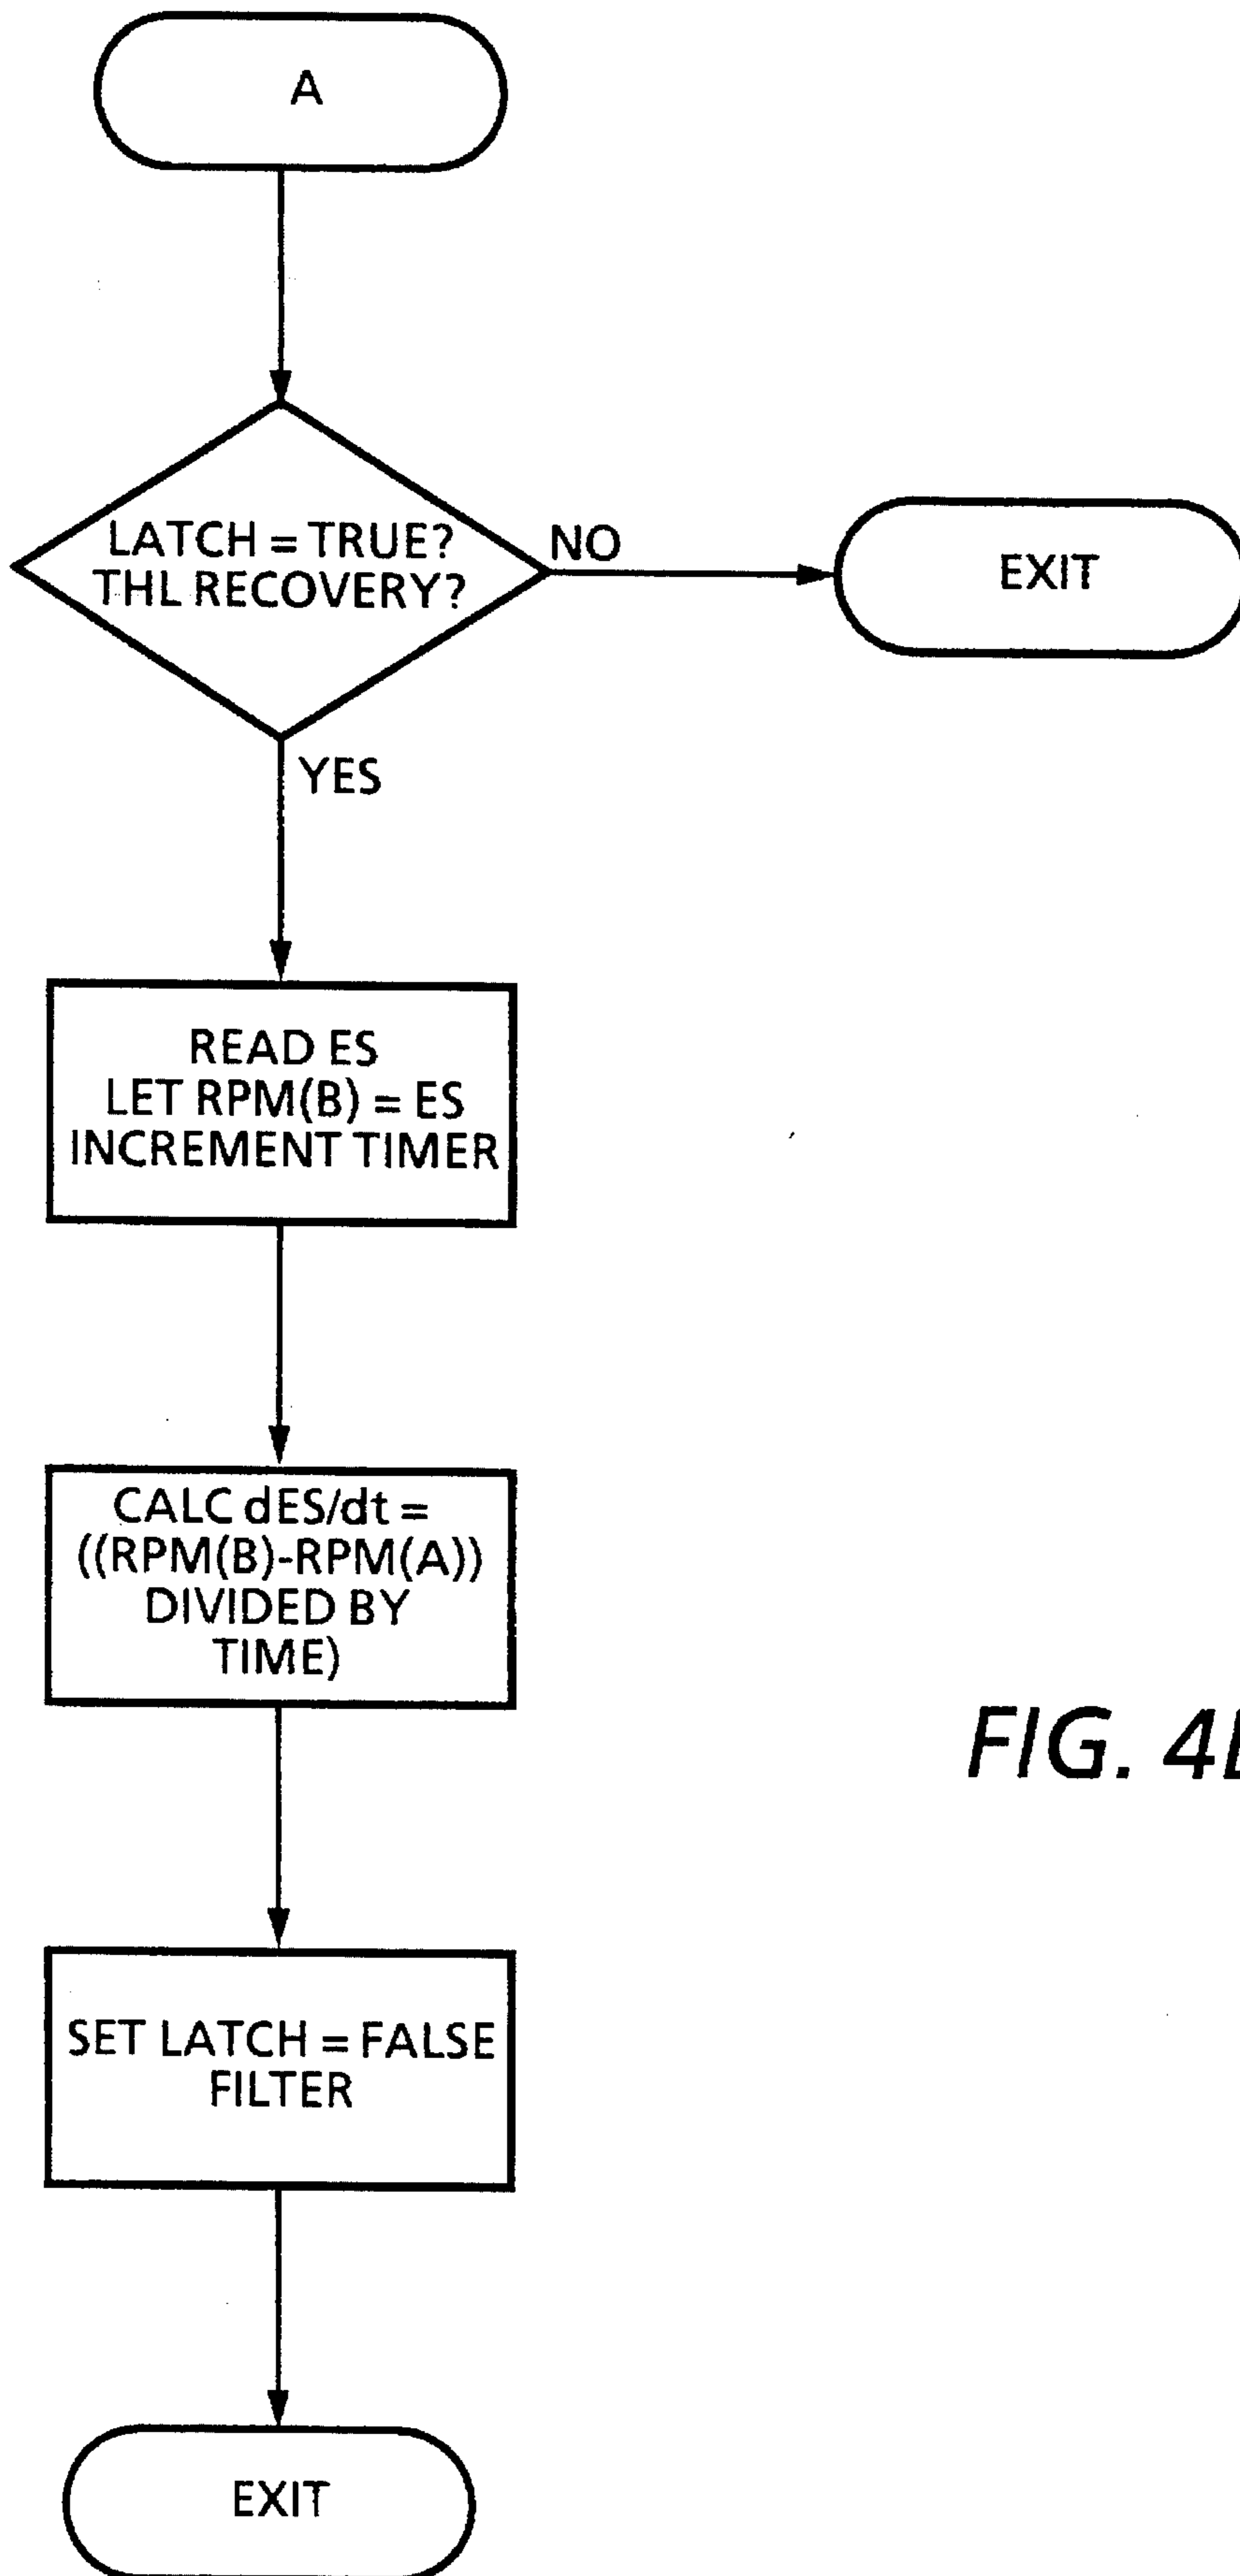 A
LATCH = TRUE?
THL RECOVERY?
NO
EXIT
YES
READ ES
LET RPM(B) = ES
INCREMENT TIMER
CALC dES/dt =
((RPM(B)-RPM(A))
DIVIDED BY
TIME)
SET LATCH = FALSE
FILTER
EXIT
FIG.